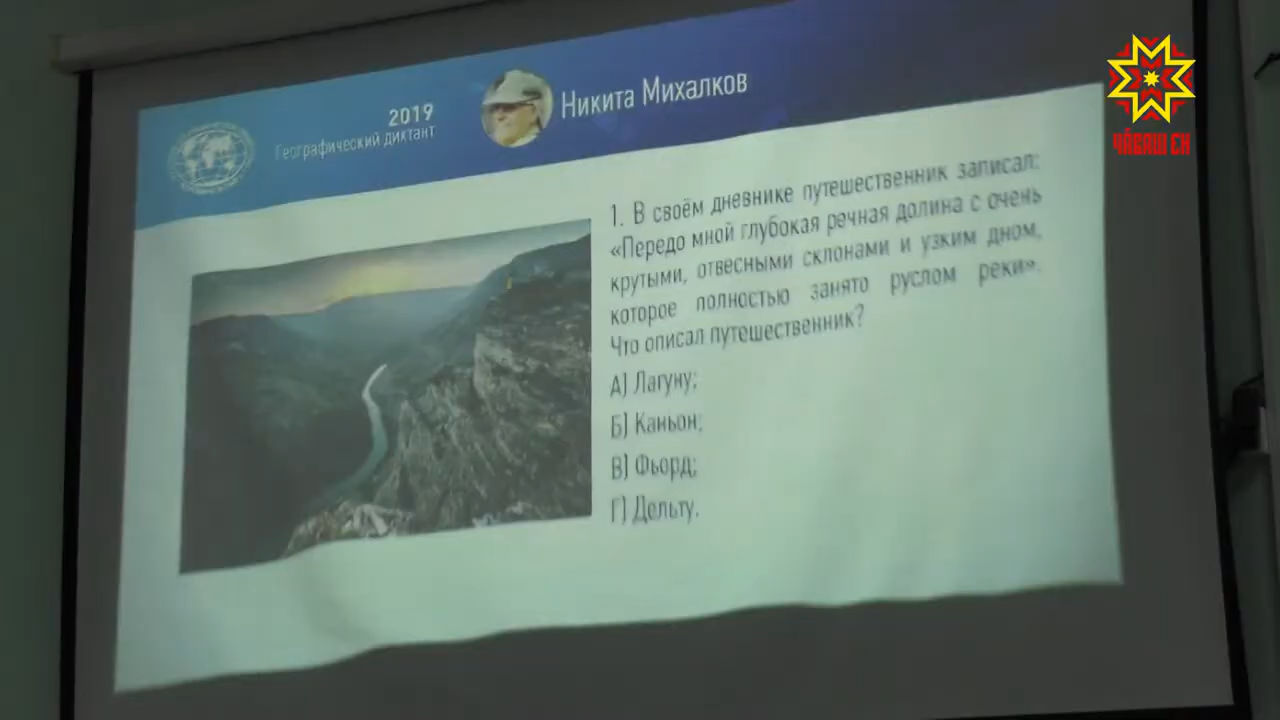 2019
Географический диктант
Никита Михалков
ЧӐВАШ ЕН
1. В своём дневнике путешественник записал:
«Передо мной глубокая речная долина с очень
крутыми, отвесными склонами и узким дном,
которое полностью занято руслом реки».
Что описал путешественник?
А) Лагуну;
Б) Каньон;
В) Фьорд;
Г) Дельту.